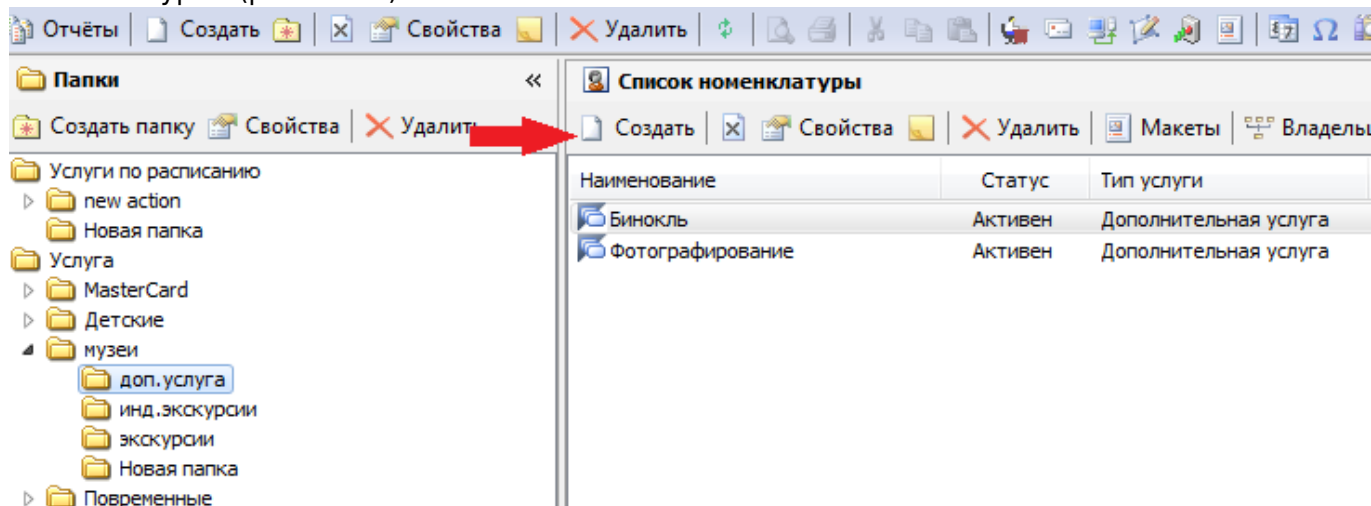 Отчёты Создать Свойства Удалить
Папки «
Создать папку Свойства Удалить
Услуги по расписанию
new action
Новая папка
Услуга
MasterCard
Детские
музеи
доп.услуга
инд.экскурсии
экскурсии
Новая папка
Повременные
Список номенклатуры
Создать Свойства Удалить Макеты Владельц
Наименование Статус Тип услуги
Бинокль Активен Дополнительная услуга
Фотографирование Активен Дополнительная услуга